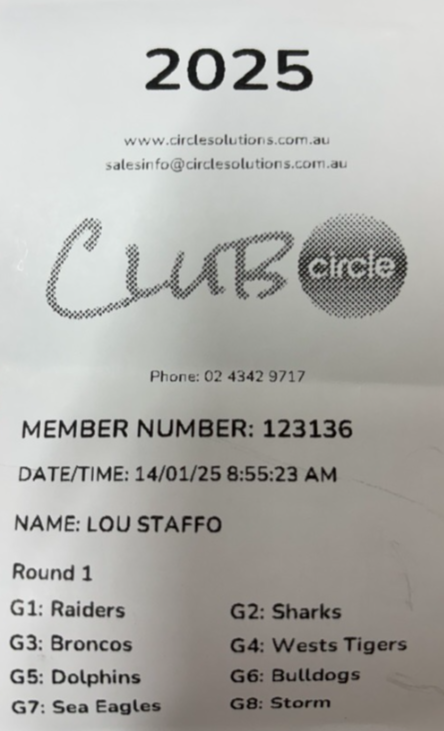 2025
www.circlesolutions.com.au
salesinfo@circlesolutions.com.au
CLUB circle
Phone: 02 4342 9717
MEMBER NUMBER: 123136
DATE/TIME: 14/01/25 8:55:23 AM
NAME: LOU STAFFO
Round 1
G1: Raiders G2: Sharks
G3: Broncos G4: Wests Tigers
G5: Dolphins G6: Bulldogs
G7: Sea Eagles G8: Storm